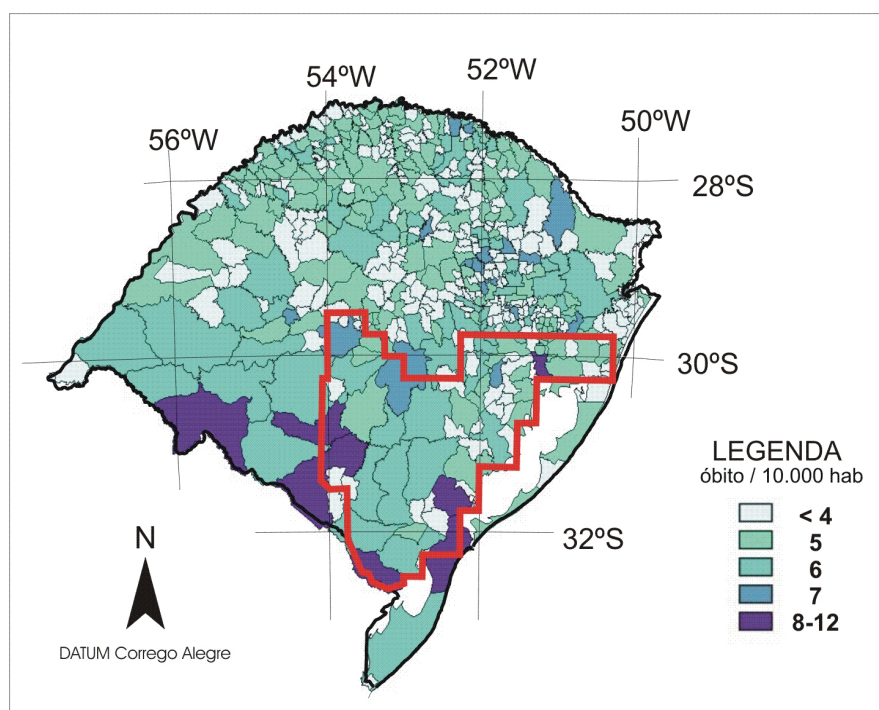 54ºW
52ºW
56ºW
50ºW
28ºS
30ºS
32ºS
LEGENDA
óbito / 10.000 hab
< 4
5
6
7
8-12
N
DATUM Corrego Alegre